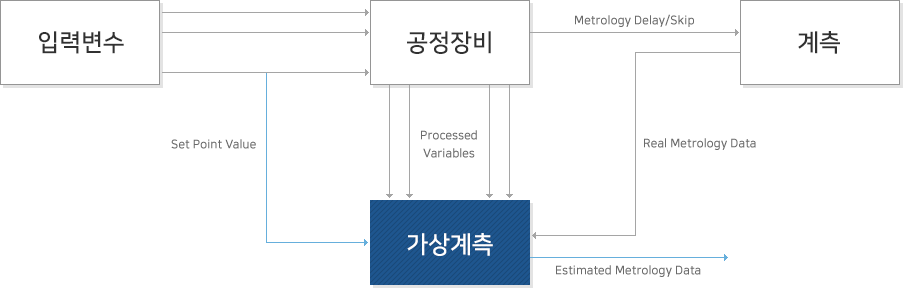 입력변수
공정장비
Metrology Delay/Skip
계측
Set Point Value
Processed
Variables
Real Metrology Data
가상계측
Estimated Metrology Data